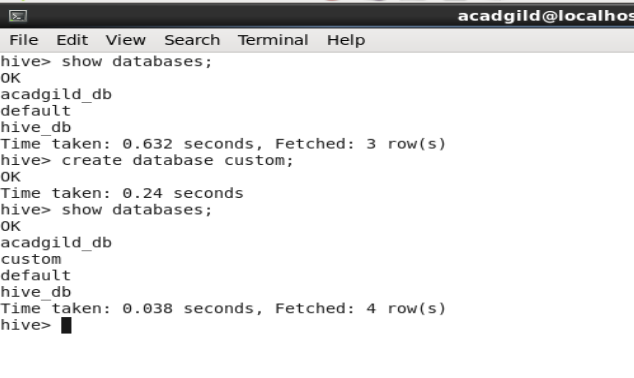 acadgild@localhos
File Edit View Search Terminal Help
hive> show databases;
OK
acadgild_db
default
hive_db
Time taken: 0.632 seconds, Fetched: 3 row(s)
hive> create database custom;
OK
Time taken: 0.24 seconds
hive> show databases;
OK
acadgild_db
custom
default
hive_db
Time taken: 0.038 seconds, Fetched: 4 row(s)
hive>